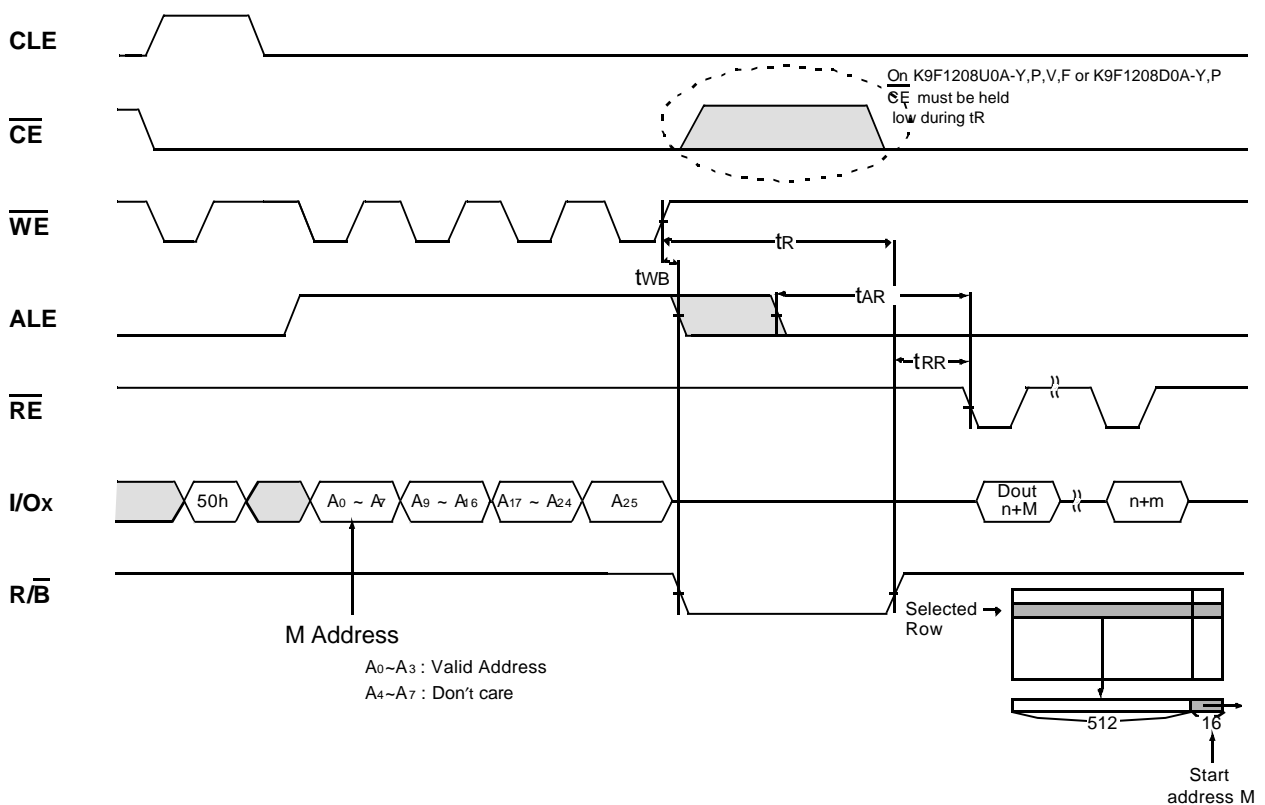 CLE
On K9F1208U0A-Y,P,V,F or K9F1208D0A-Y,P
CE must be held
low during tR
CE
WE
tR
tWB
ALE
tAR
tRR
RE
I/Ox
50h
A0 ~ A7
A9 ~ A16
A17 ~ A24
A25
Dout
n+M
n+m
R/B
M Address
A0~A3 : Valid Address
A4~A7 : Don't care
Selected
Row
512
16
Start
address M